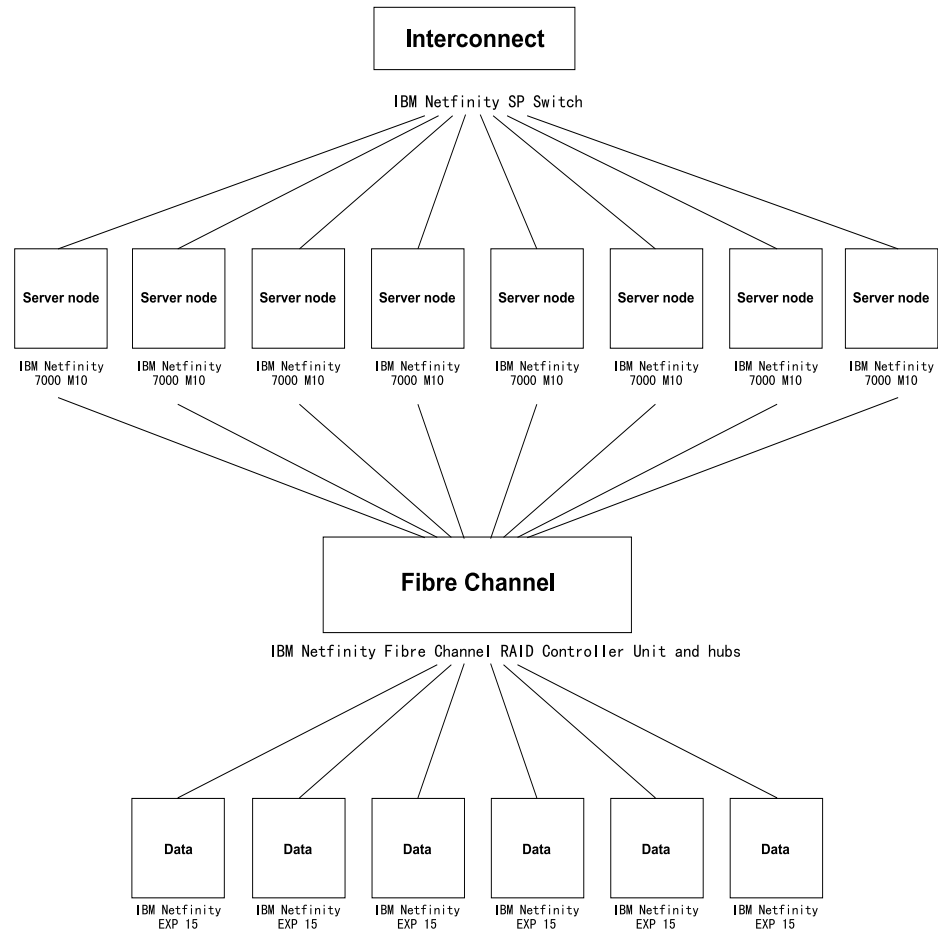 Interconnect
IBM Netfinity SP Switch
Server node
Server node
Server node
Server node
Server node
Server node
Server node
Server node
IBM Netfinity
7000 M10
IBM Netfinity
7000 M10
IBM Netfinity
7000 M10
IBM Netfinity
7000 M10
IBM Netfinity
7000 M10
IBM Netfinity
7000 M10
IBM Netfinity
7000 M10
IBM Netfinity
7000 M10
Fibre Channel
IBM Netfinity Fibre Channel RAID Controller Unit and hubs
Data
Data
Data
Data
Data
Data
IBM Netfinity
EXP 15
IBM Netfinity
EXP 15
IBM Netfinity
EXP 15
IBM Netfinity
EXP 15
IBM Netfinity
EXP 15
IBM Netfinity
EXP 15